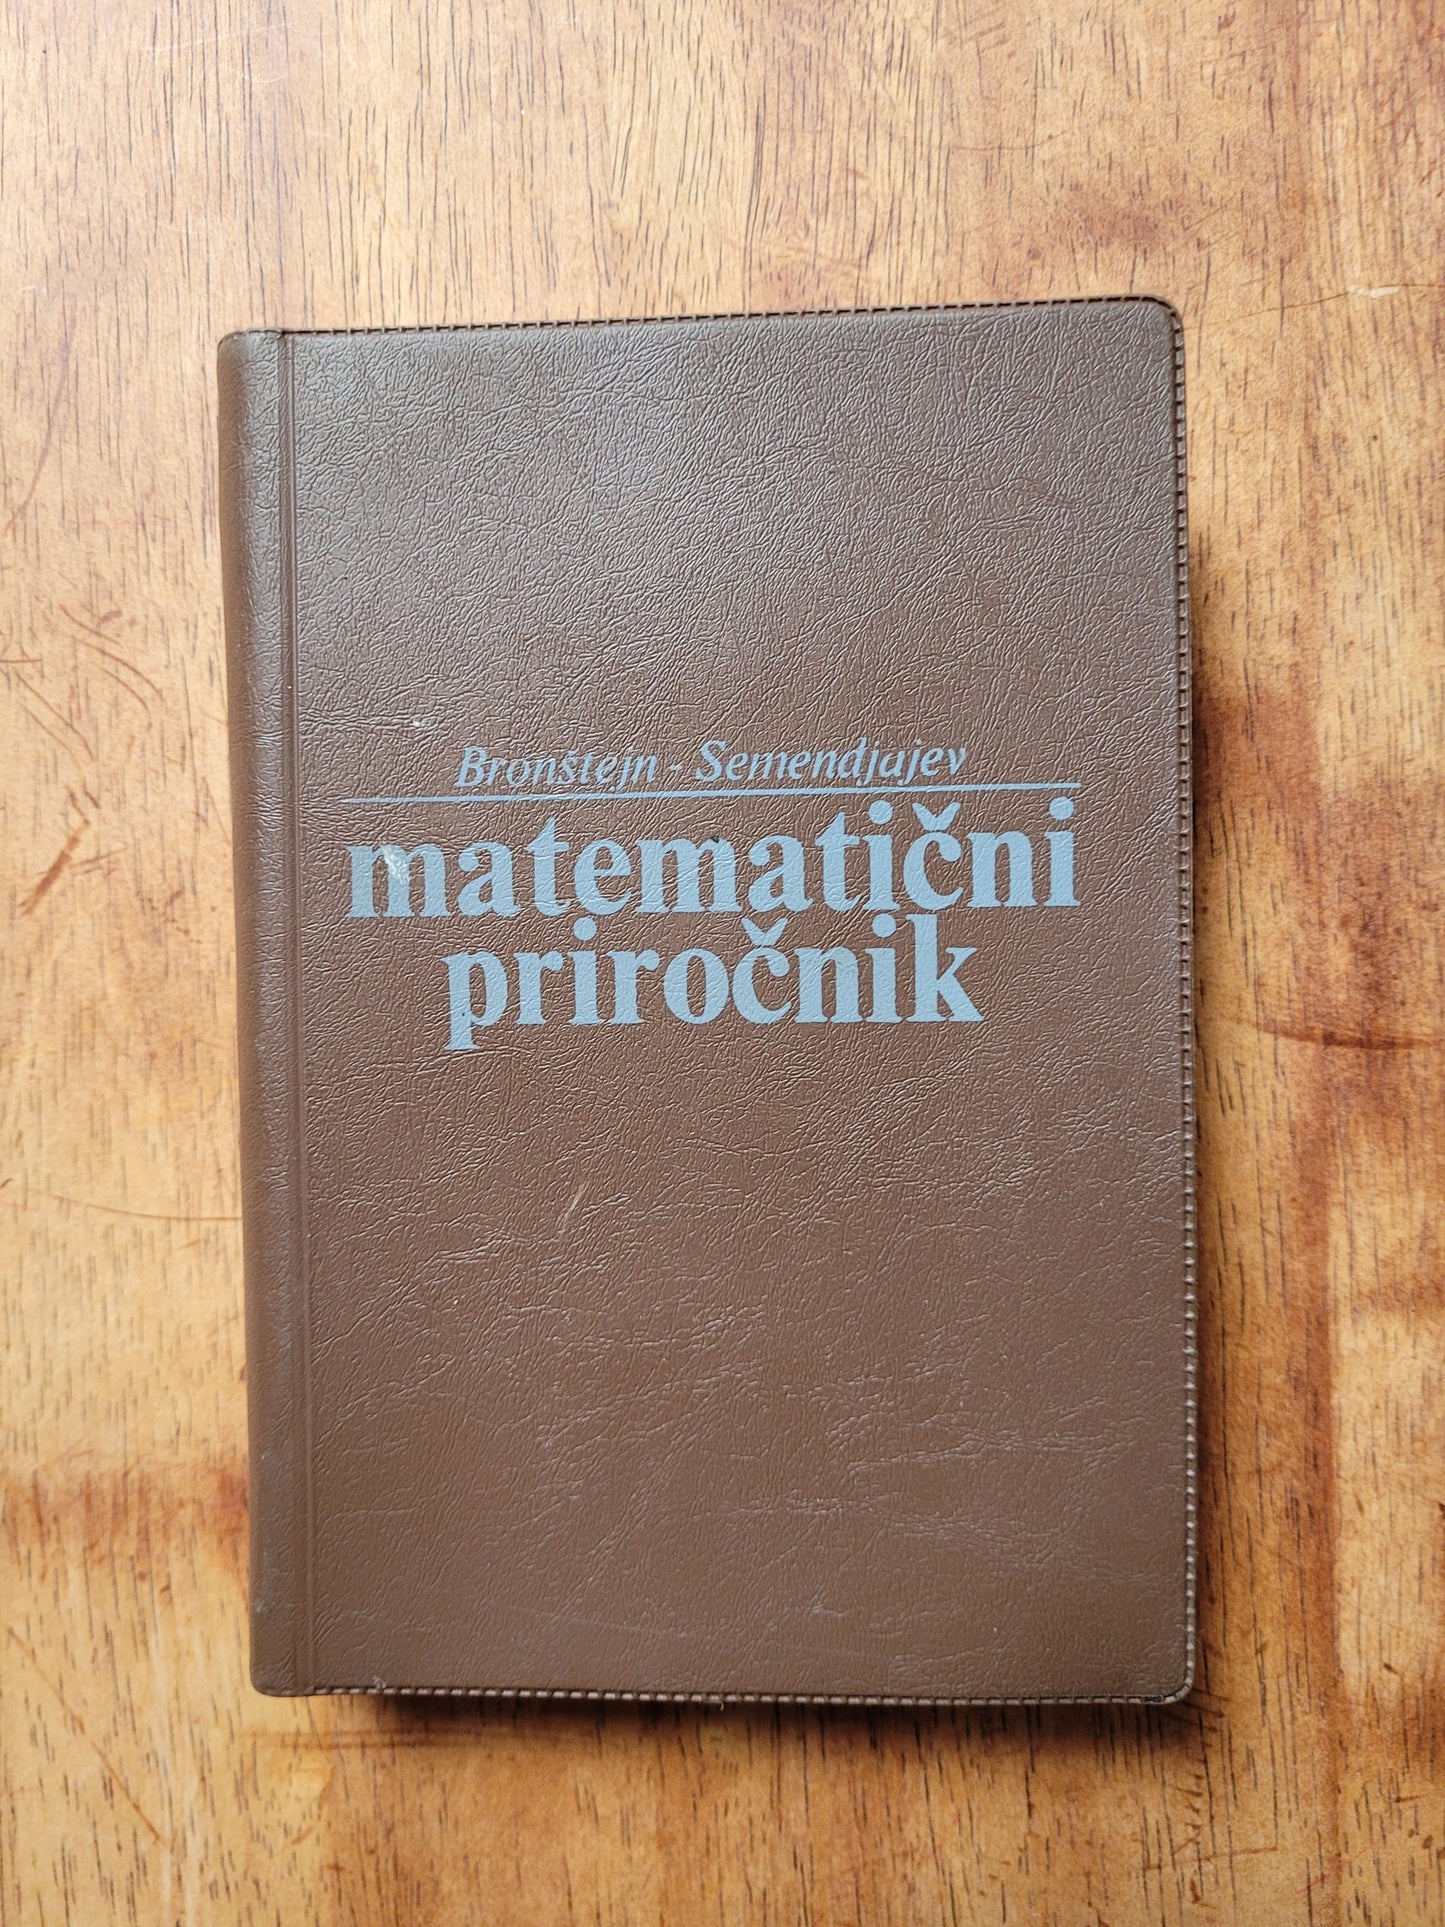 Bronštejn - Semendjajev
matematični
priročnik